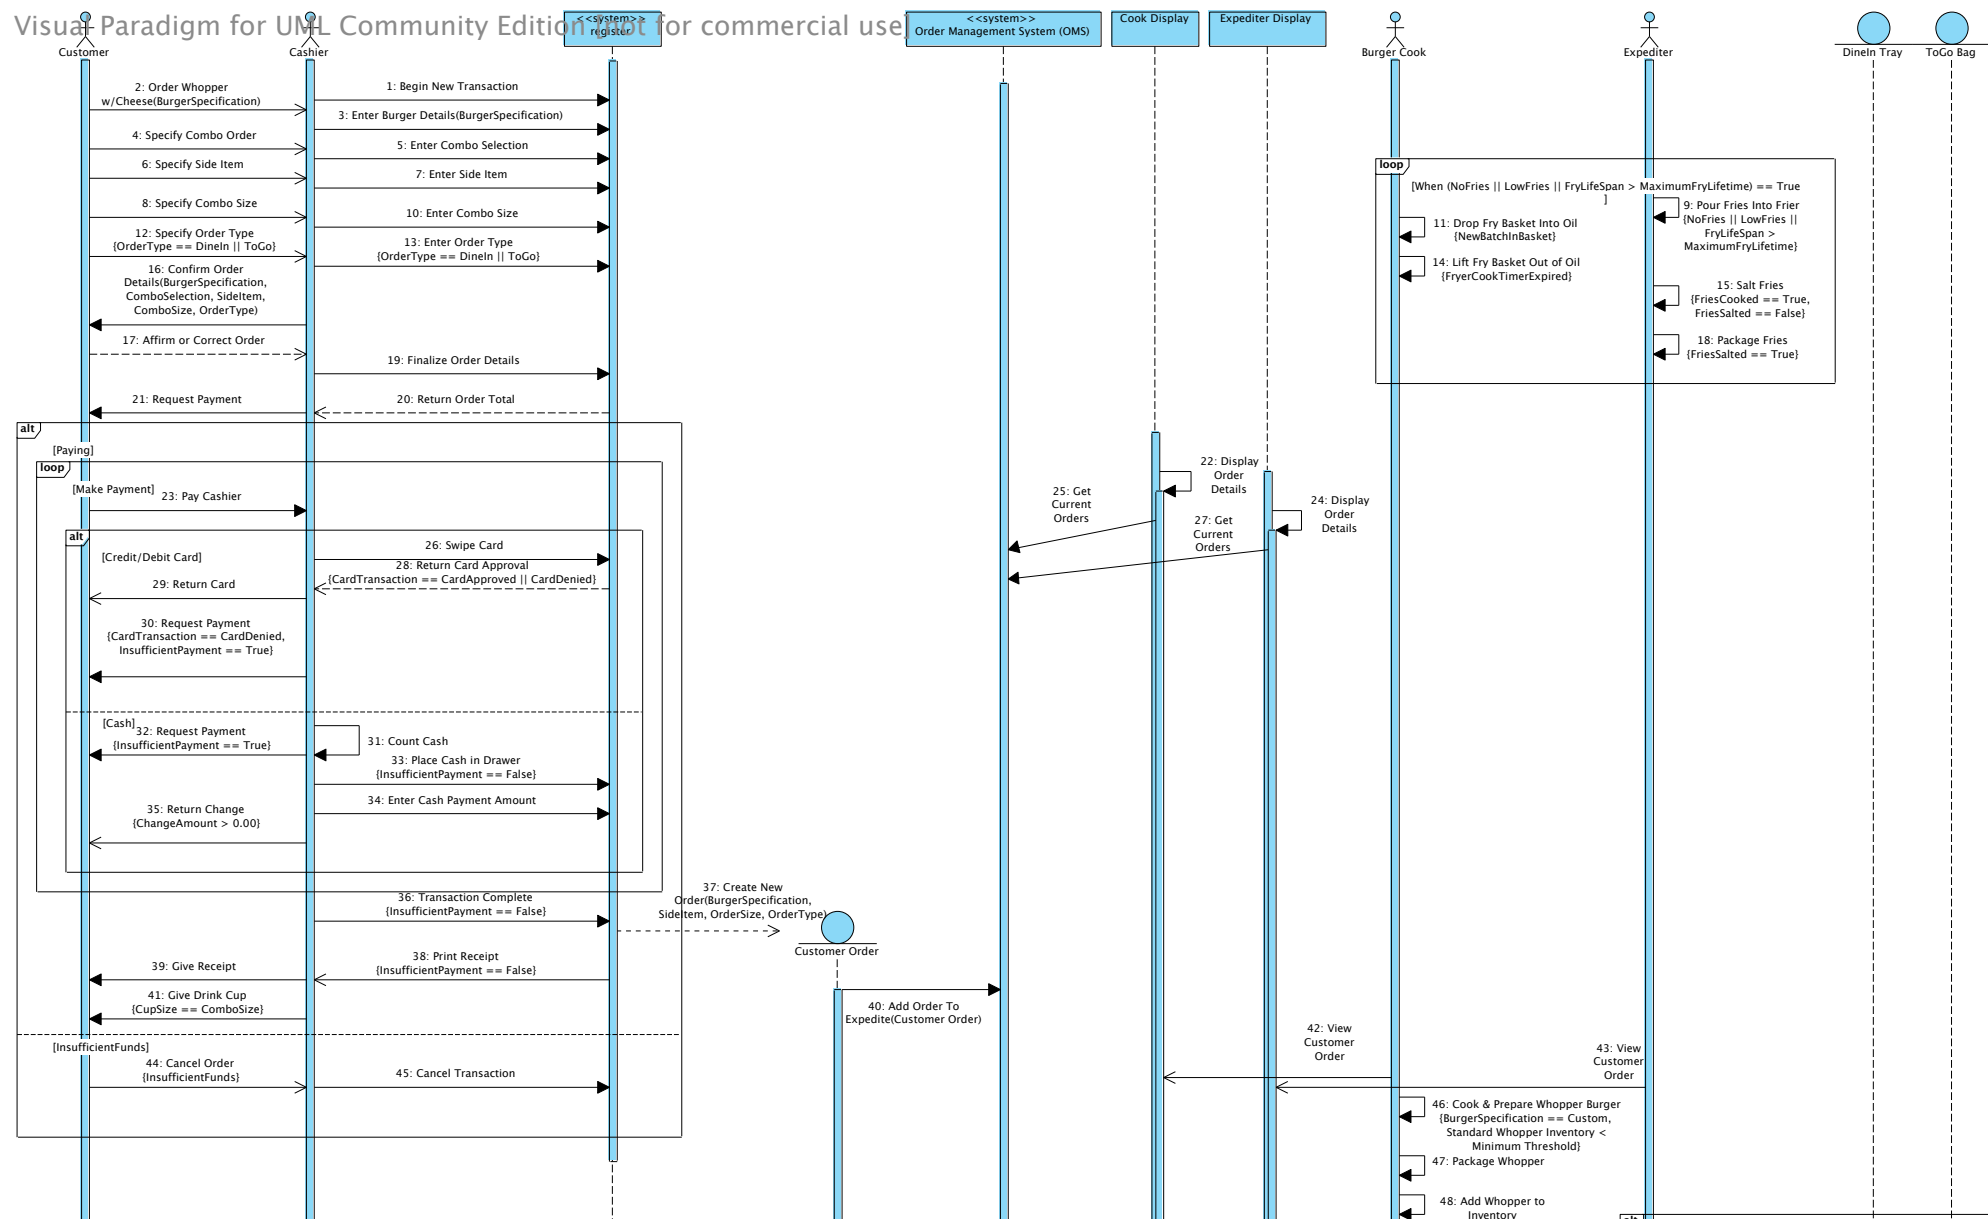 Visual Paradigm for UML Community Edition [not for commercial use]
Customer
Cashier
<<system>>
register
<<system>>
Order Management System (OMS)
Cook Display
Expediter Display
Burger Cook
Expediter
DineIn Tray
ToGo Bag
2: Order Whopper
w/Cheese(BurgerSpecification)
1: Begin New Transaction
3: Enter Burger Details(BurgerSpecification)
4: Specify Combo Order
5: Enter Combo Selection
6: Specify Side Item
7: Enter Side Item
8: Specify Combo Size
10: Enter Combo Size
12: Specify Order Type
{OrderType == DineIn || ToGo}
13: Enter Order Type
{OrderType == DineIn || ToGo}
16: Confirm Order
Details(BurgerSpecification,
ComboSelection, SideItem,
ComboSize, OrderType)
17: Affirm or Correct Order
19: Finalize Order Details
21: Request Payment
20: Return Order Total
loop
[When (NoFries || LowFries || FryLifeSpan > MaximumFryLifetime) == True
]
9: Pour Fries Into Frier
{NoFries || LowFries ||
FryLifeSpan >
MaximumFryLifetime}
11: Drop Fry Basket Into Oil
{NewBatchInBasket}
14: Lift Fry Basket Out of Oil
{FryerCookTimerExpired}
15: Salt Fries
{FriesCooked == True,
FriesSalted == False}
18: Package Fries
{FriesSalted == True}
alt
[Paying]
loop
[Make Payment]
23: Pay Cashier
22: Display
Order
Details
25: Get
Current
Orders
24: Display
Order
Details
27: Get
Current
Orders
alt
[Credit/Debit Card]
26: Swipe Card
28: Return Card Approval
{CardTransaction == CardApproved || CardDenied}
29: Return Card
30: Request Payment
{CardTransaction == CardDenied,
InsufficientPayment == True}
[Cash]
32: Request Payment
{InsufficientPayment == True}
31: Count Cash
33: Place Cash in Drawer
{InsufficientPayment == False}
34: Enter Cash Payment Amount
35: Return Change
{ChangeAmount > 0.00}
36: Transaction Complete
{InsufficientPayment == False}
37: Create New
Order(BurgerSpecification,
SideItem, OrderSize, OrderType)
Customer Order
39: Give Receipt
38: Print Receipt
{InsufficientPayment == False}
41: Give Drink Cup
{CupSize == ComboSize}
40: Add Order To
Expedite(Customer Order)
[InsufficientFunds]
44: Cancel Order
{InsufficientFunds}
45: Cancel Transaction
42: View
Customer
Order
43: View
Customer
Order
46: Cook & Prepare Whopper Burger
{BurgerSpecification == Custom,
Standard Whopper Inventory <
Minimum Threshold}
47: Package Whopper
48: Add Whopper to
Inventory
alt